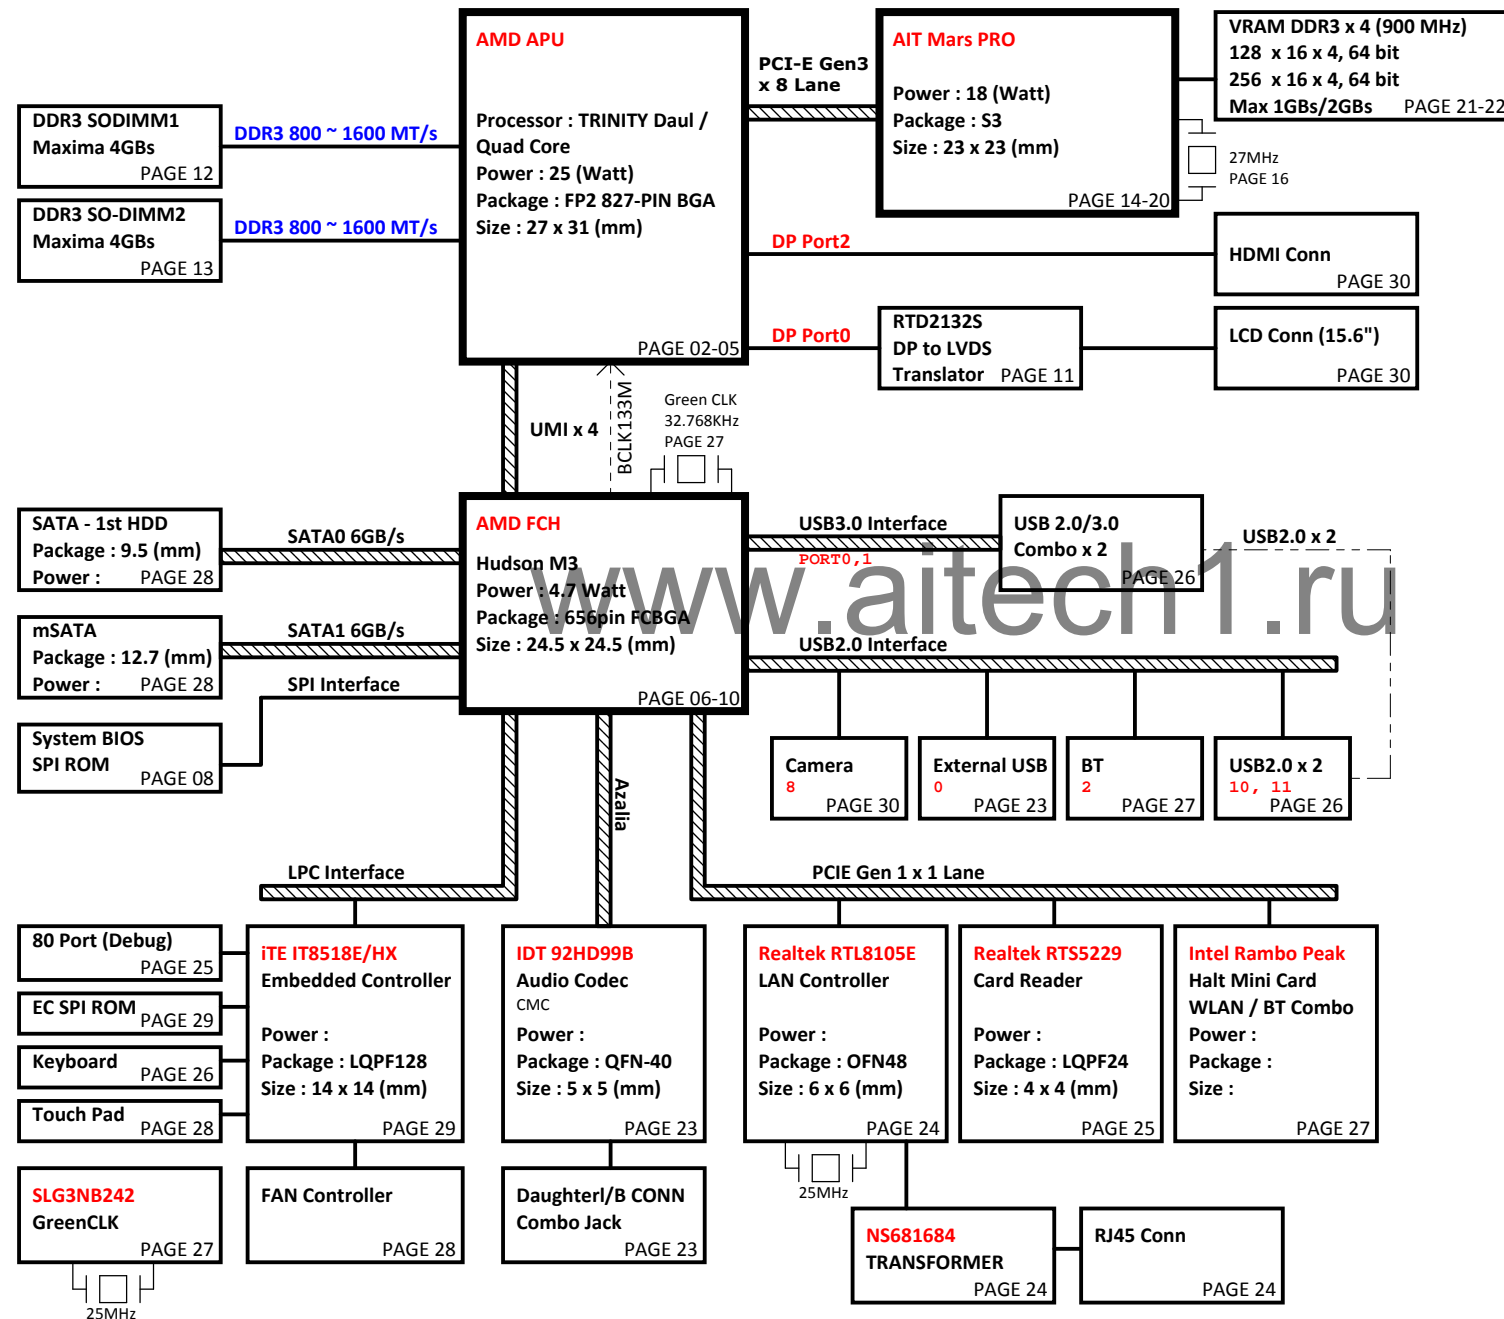 AMD APU
Processor : TRINITY Daul /
Quad Core
Power : 25 (Watt)
Package : FP2 827-PIN BGA
Size : 27 x 31 (mm)
PAGE 02-05
PCI-E Gen3
x 8 Lane
AIT Mars PRO
Power : 18 (Watt)
Package : S3
Size : 23 x 23 (mm)
PAGE 14-20
VRAM DDR3 x 4 (900 MHz)
128 x 16 x 4, 64 bit
256 x 16 x 4, 64 bit
Max 1GBs/2GBs PAGE 21-22
27MHz
PAGE 16
DDR3 SODIMM1
Maxima 4GBs
PAGE 12
DDR3 800 ~ 1600 MT/s
DDR3 SO-DIMM2
Maxima 4GBs
PAGE 13
DDR3 800 ~ 1600 MT/s
DP Port2
HDMI Conn
PAGE 30
DP Port0
RTD2132S
DP to LVDS
Translator PAGE 11
LCD Conn (15.6")
PAGE 30
UMI x 4
BCLK133M
Green CLK
32.768KHz
PAGE 27
AMD FCH
Hudson M3
Power : 4.7 Watt
Package : 656pin FCBGA
Size : 24.5 x 24.5 (mm)
PAGE 06-10
SATA - 1st HDD
Package : 9.5 (mm)
Power : PAGE 28
SATA0 6GB/s
mSATA
Package : 12.7 (mm)
Power : PAGE 28
SATA1 6GB/s
SPI Interface
System BIOS
SPI ROM
PAGE 08
USB3.0 Interface
PORT0,1
USB 2.0/3.0
Combo x 2
PAGE 26
USB2.0 x 2
www.aitech1.ru
USB2.0 Interface
Camera
8
PAGE 30
External USB
0
PAGE 23
BT
2
PAGE 27
USB2.0 x 2
10, 11
PAGE 26
Azalia
LPC Interface
PCIE Gen 1 x 1 Lane
80 Port (Debug)
PAGE 25
EC SPI ROM
PAGE 29
Keyboard
PAGE 26
Touch Pad
PAGE 28
iTE IT8518E/HX
Embedded Controller
Power :
Package : LQPF128
Size : 14 x 14 (mm)
PAGE 29
IDT 92HD99B
Audio Codec
CMC
Power :
Package : QFN-40
Size : 5 x 5 (mm)
PAGE 23
Realtek RTL8105E
LAN Controller
Power :
Package : OFN48
Size : 6 x 6 (mm)
PAGE 24
25MHz
Realtek RTS5229
Card Reader
Power :
Package : LQPF24
Size : 4 x 4 (mm)
PAGE 25
Intel Rambo Peak
Halt Mini Card
WLAN / BT Combo
Power :
Package :
Size :
PAGE 27
SLG3NB242
GreenCLK
PAGE 27
25MHz
FAN Controller
PAGE 28
Daughterl/B CONN
Combo Jack
PAGE 23
NS681684
TRANSFORMER
PAGE 24
RJ45 Conn
PAGE 24